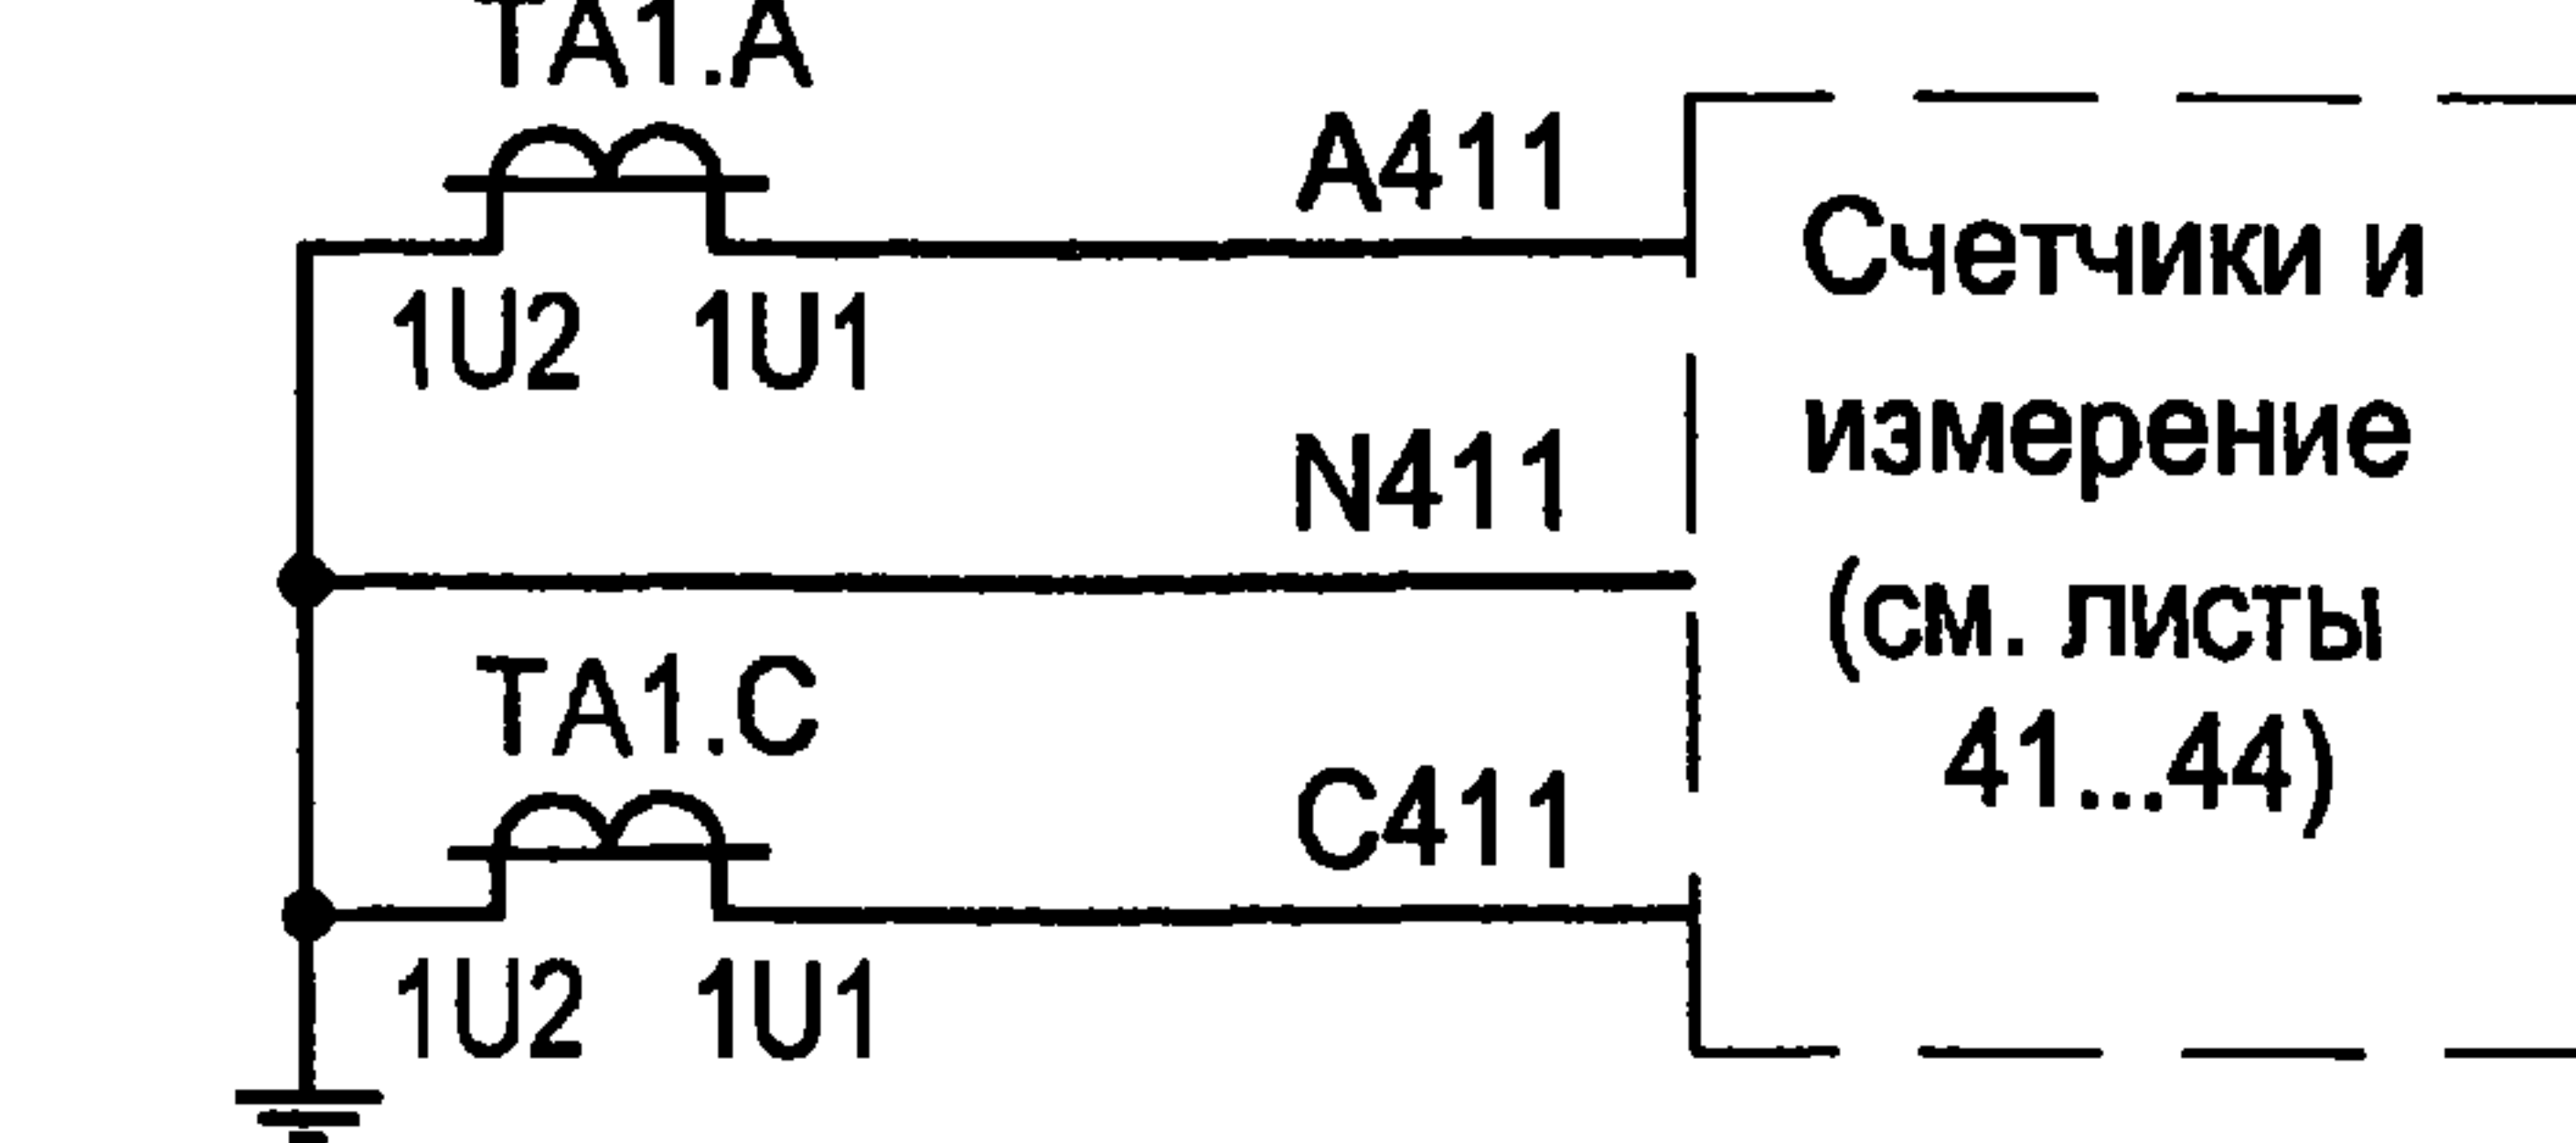 TA1.A
A411
Счетчики и
1U2 1U1
измерение
N411
(см. листы
TA1.C
41...44)
C411
1U2 1U1